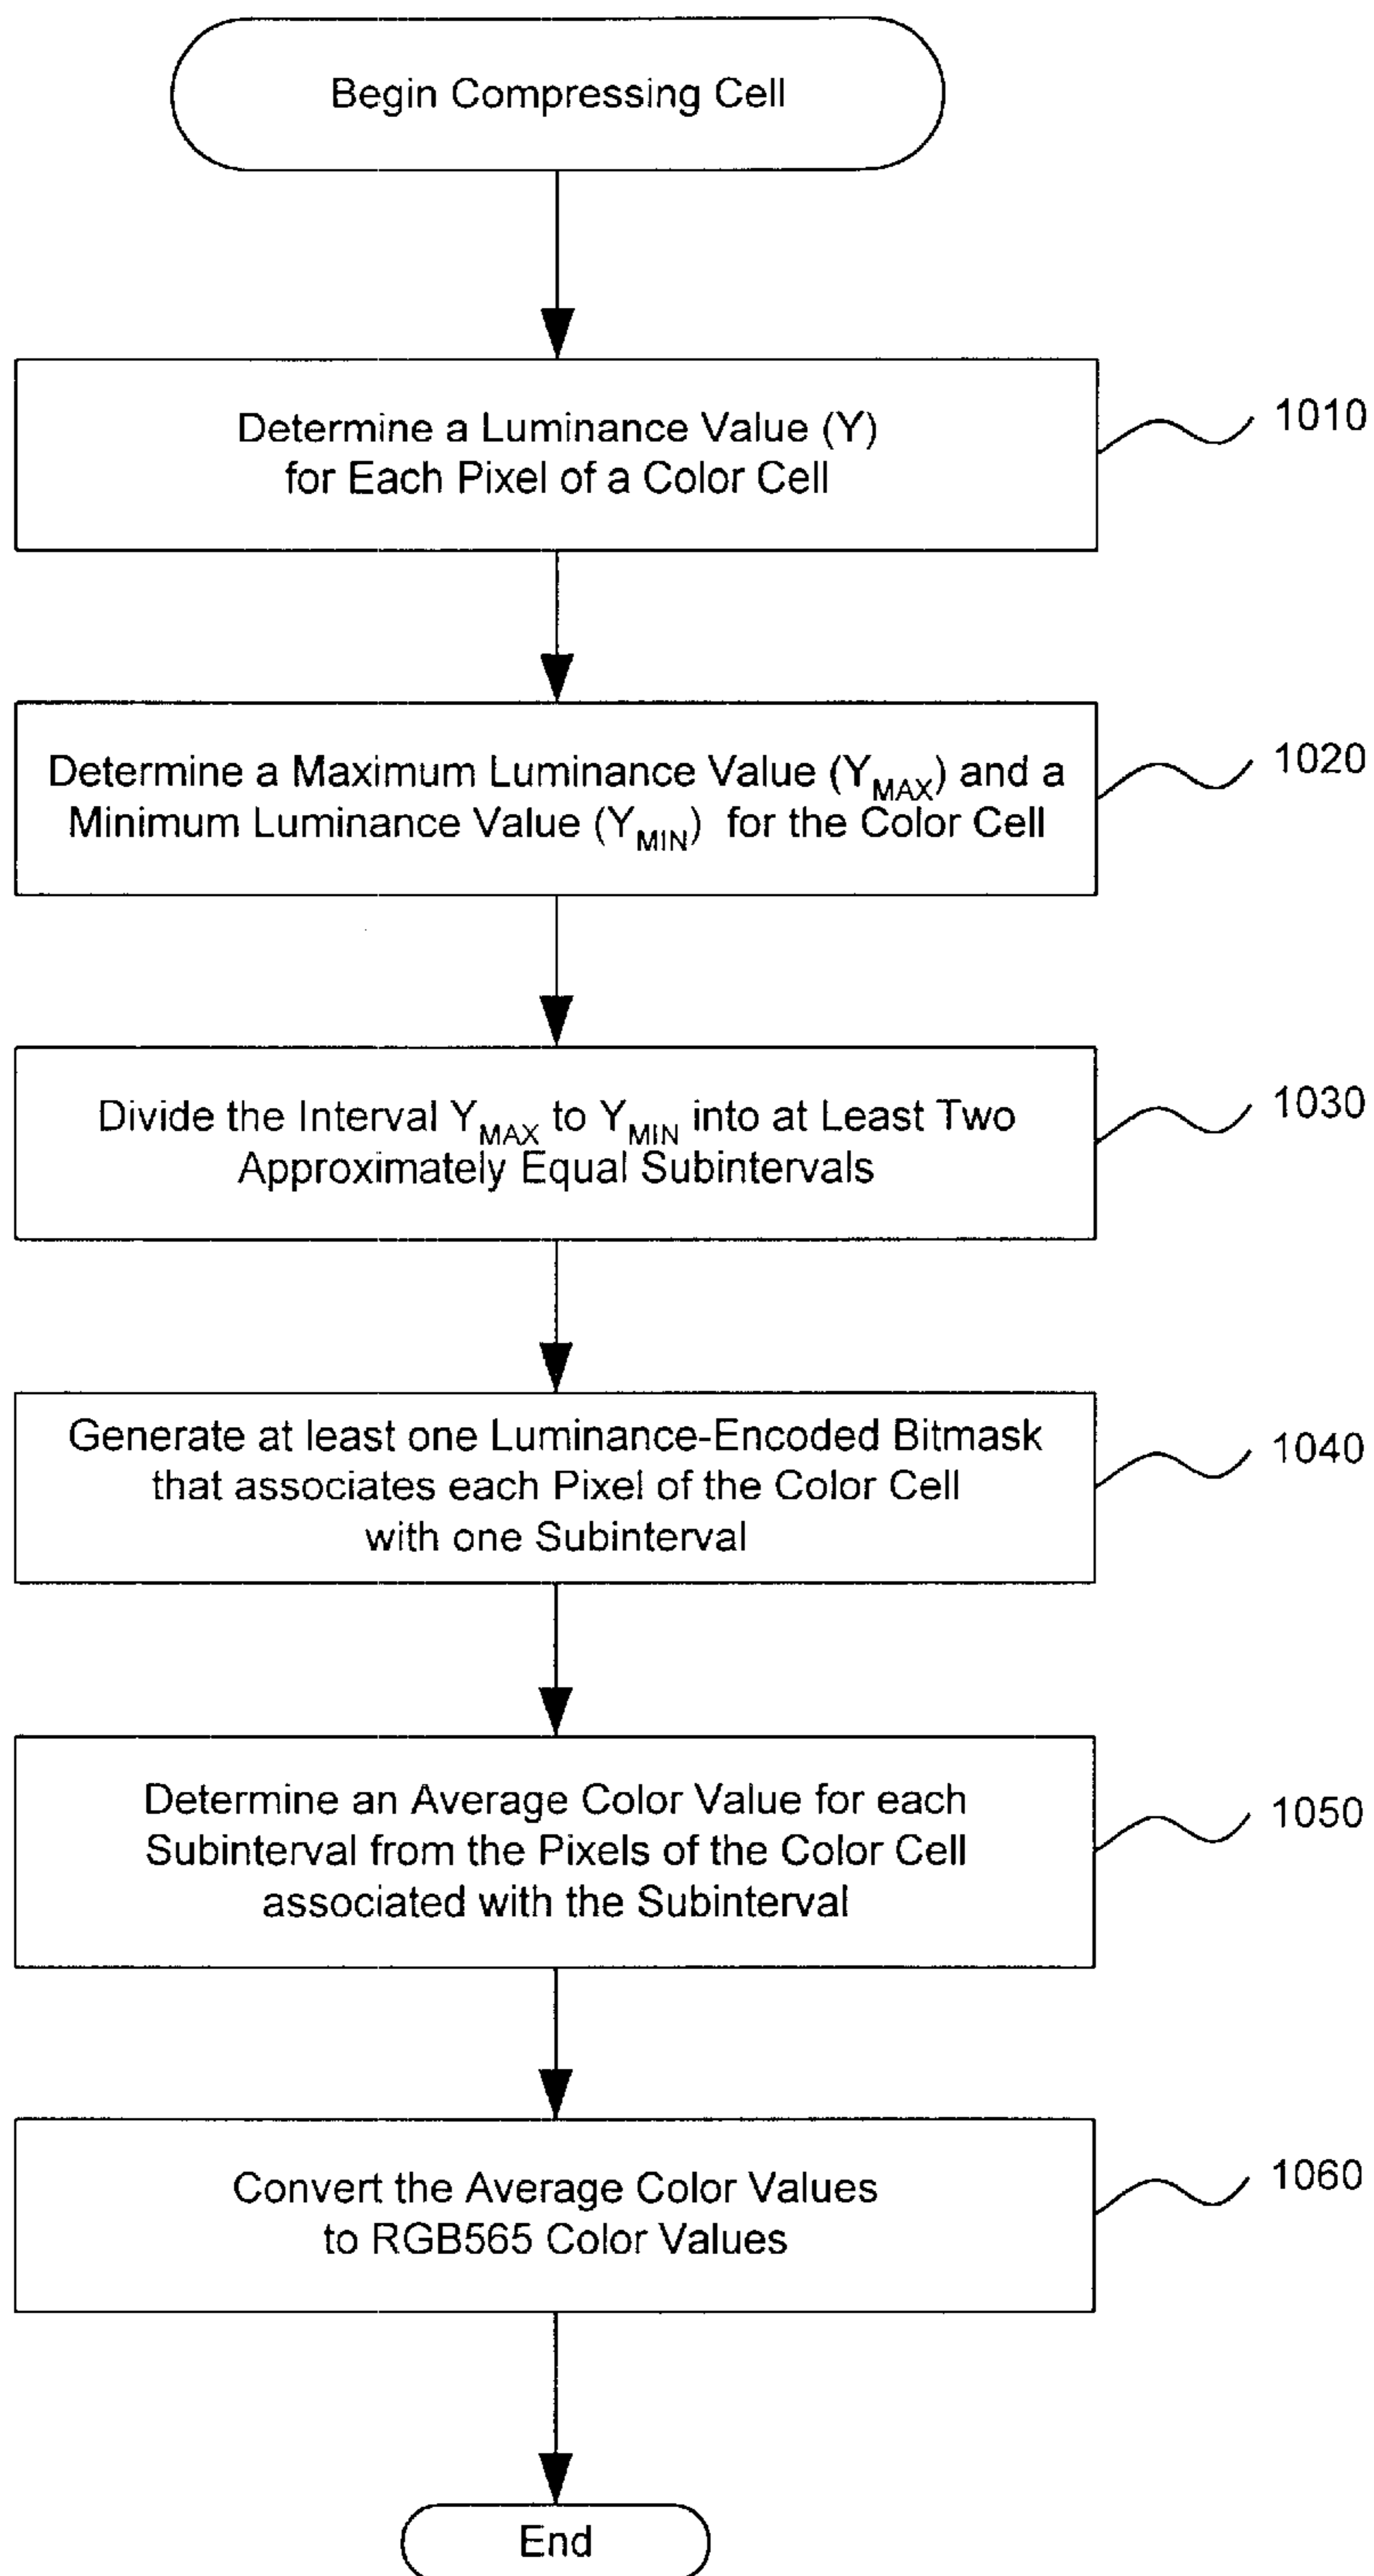 Begin Compressing Cell
Determine a Luminance Value (Y)
for Each Pixel of a Color Cell
1010
Determine a Maximum Luminance Value (Y_MAX) and a
Minimum Luminance Value (Y_MIN) for the Color Cell
1020
Divide the Interval Y_MAX to Y_MIN into at Least Two
Approximately Equal Subintervals
1030
Generate at least one Luminance-Encoded Bitmask
that associates each Pixel of the Color Cell
with one Subinterval
1040
Determine an Average Color Value for each
Subinterval from the Pixels of the Color Cell
associated with the Subinterval
1050
Convert the Average Color Values
to RGB565 Color Values
1060
End